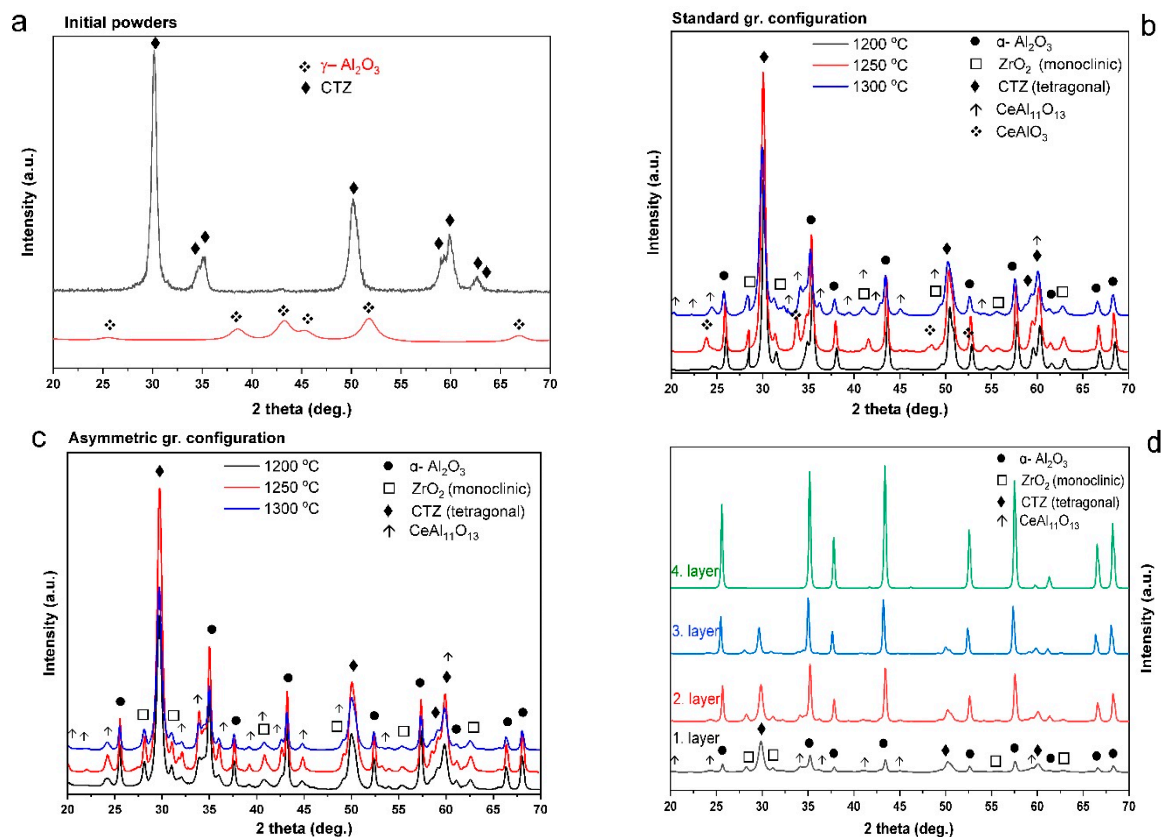 a
Initial powders
❖ γ– Al₂O₃
◆ CTZ
Intensity (a.u.)
20 25 30 35 40 45 50 55 60 65 70
2 theta (deg.)
Standard gr. configuration
b
1200 °C
1250 °C
1300 °C
● α- Al₂O₃
□ ZrO₂ (monoclinic)
◆ CTZ (tetragonal)
↑ CeAl₁₁O₁₃
❖ CeAlO₃
Intensity (a.u.)
20 25 30 35 40 45 50 55 60 65 70
2 theta (deg.)
c
Asymmetric gr. configuration
1200 °C
1250 °C
1300 °C
● α- Al₂O₃
□ ZrO₂ (monoclinic)
◆ CTZ (tetragonal)
↑ CeAl₁₁O₁₃
Intensity (a.u.)
20 25 30 35 40 45 50 55 60 65 70
2 theta (deg.)
d
● α- Al₂O₃
□ ZrO₂ (monoclinic)
◆ CTZ (tetragonal)
↑ CeAl₁₁O₁₃
4. layer
3. layer
2. layer
1. layer
Intensity (a.u.)
20 25 30 35 40 45 50 55 60 65 70
2 theta (deg.)